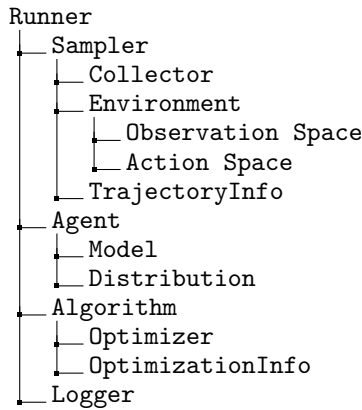 Runner
Sampler
Collector
Environment
Observation Space
Action Space
TrajectoryInfo
Agent
Model
Distribution
Algorithm
Optimizer
OptimizationInfo
Logger